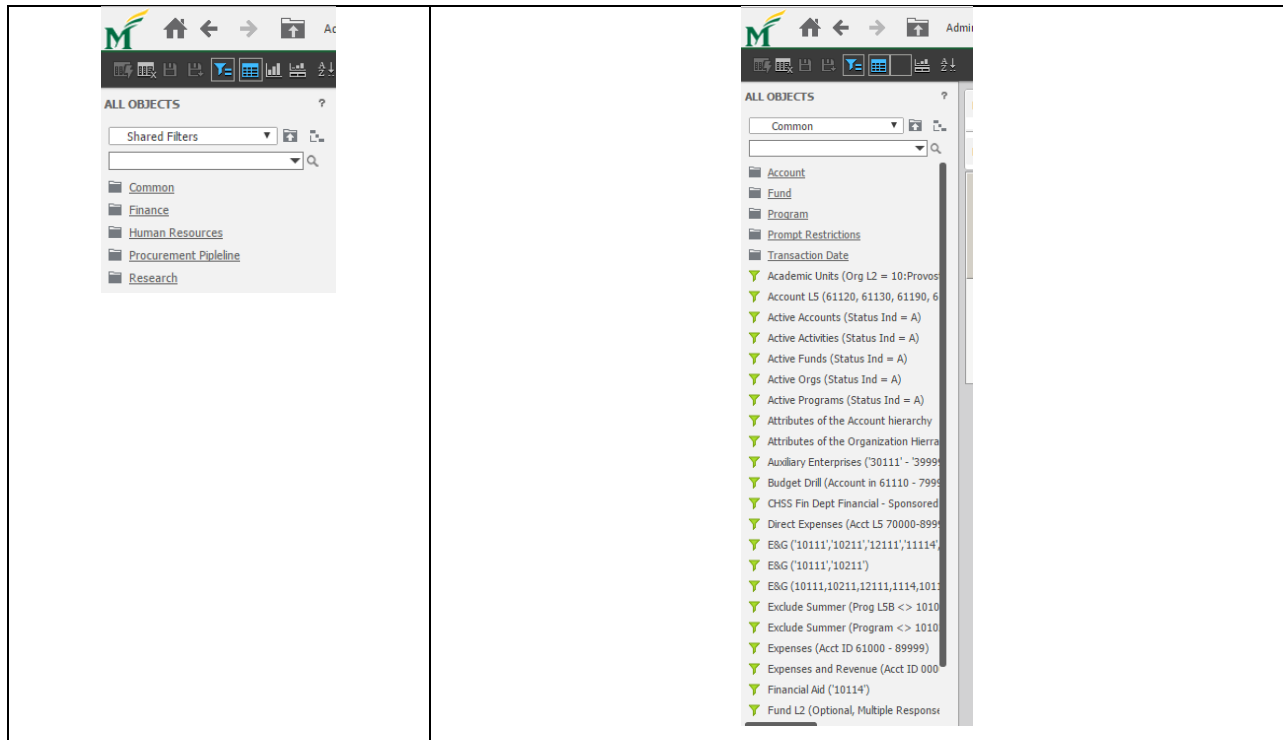 M
Ac
ALL OBJECTS ?
Shared Filters
Common
Finance
Human Resources
Procurement Pipleline
Research
M
Admi
ALL OBJECTS ?
Common
Account
Fund
Program
Prompt Restrictions
Transaction Date
Academic Units (Org L2 = 10:Provos
Account L5 (61120, 61130, 61190, 6
Active Accounts (Status Ind = A)
Active Activities (Status Ind = A)
Active Funds (Status Ind = A)
Active Orgs (Status Ind = A)
Active Programs (Status Ind = A)
Attributes of the Account hierarchy
Attributes of the Organization Hierra
Auxiliary Enterprises ('30111' - '3999
Budget Drill (Account in 61110 - 799
CHSS Fin Dept Financial - Sponsored
Direct Expenses (Acct L5 70000-899
E&G ('10111','10211','12111','11114',
E&G ('10111','10211')
E&G (10111,10211,12111,1114,101
Exclude Summer (Prog L5B <> 1010
Exclude Summer (Program <> 1010
Expenses (Acct ID 61000 - 89999)
Expenses and Revenue (Acct ID 000
Financial Aid ('10114')
Fund L2 (Optional, Multiple Response